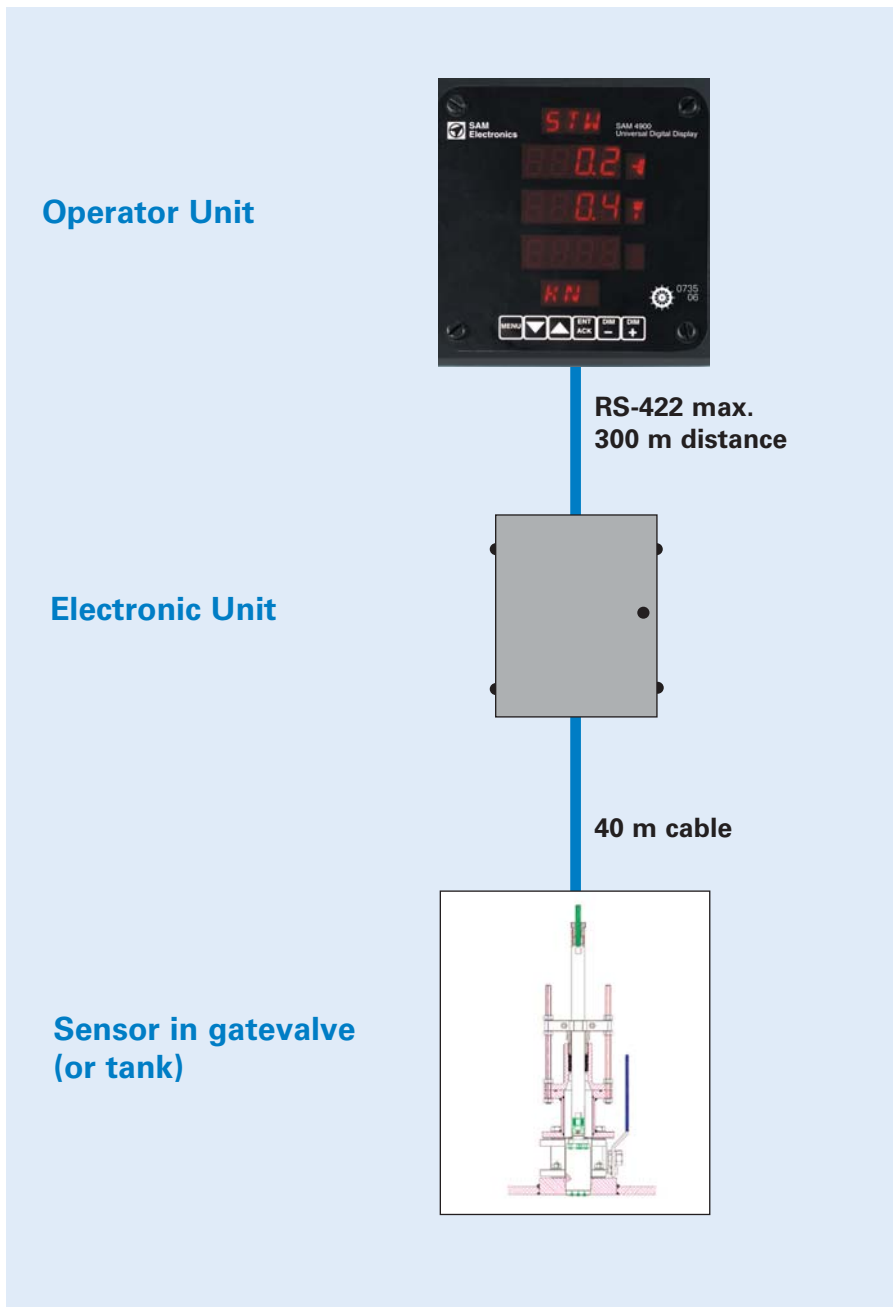 STW
SAM
Electronics
SAM 4900
Universal Digital Display
0.2
Operator Unit
0.4
KN
0735
06
MENU
ENT
ACK
DIM
−
DIM
+
RS-422 max.
300 m distance
Electronic Unit
40 m cable
Sensor in gatevalve
(or tank)